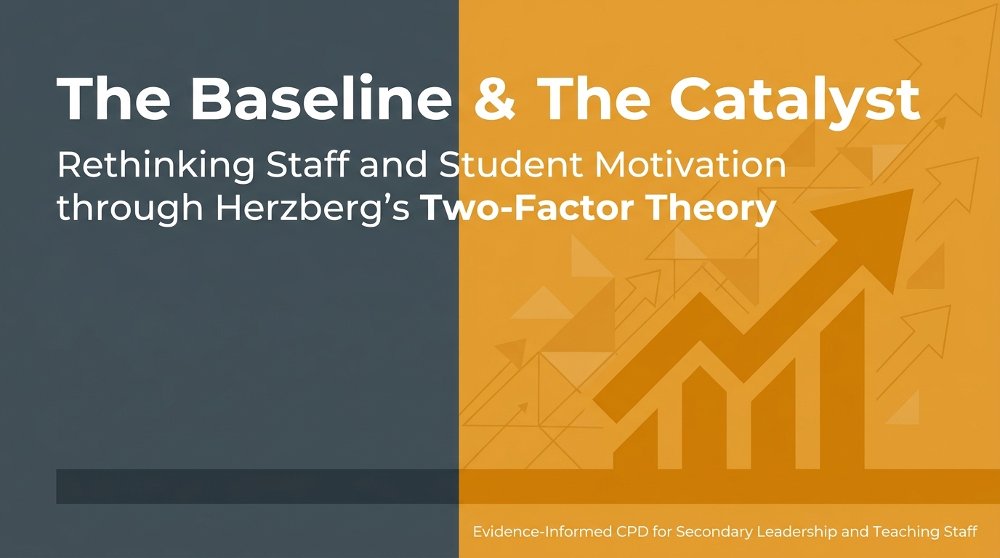 The Baseline & The Catalyst
Rethinking Staff and Student Motivation
through Herzberg’s Two-Factor Theory
Evidence-Informed CPD for Secondary Leadership and Teaching Staff